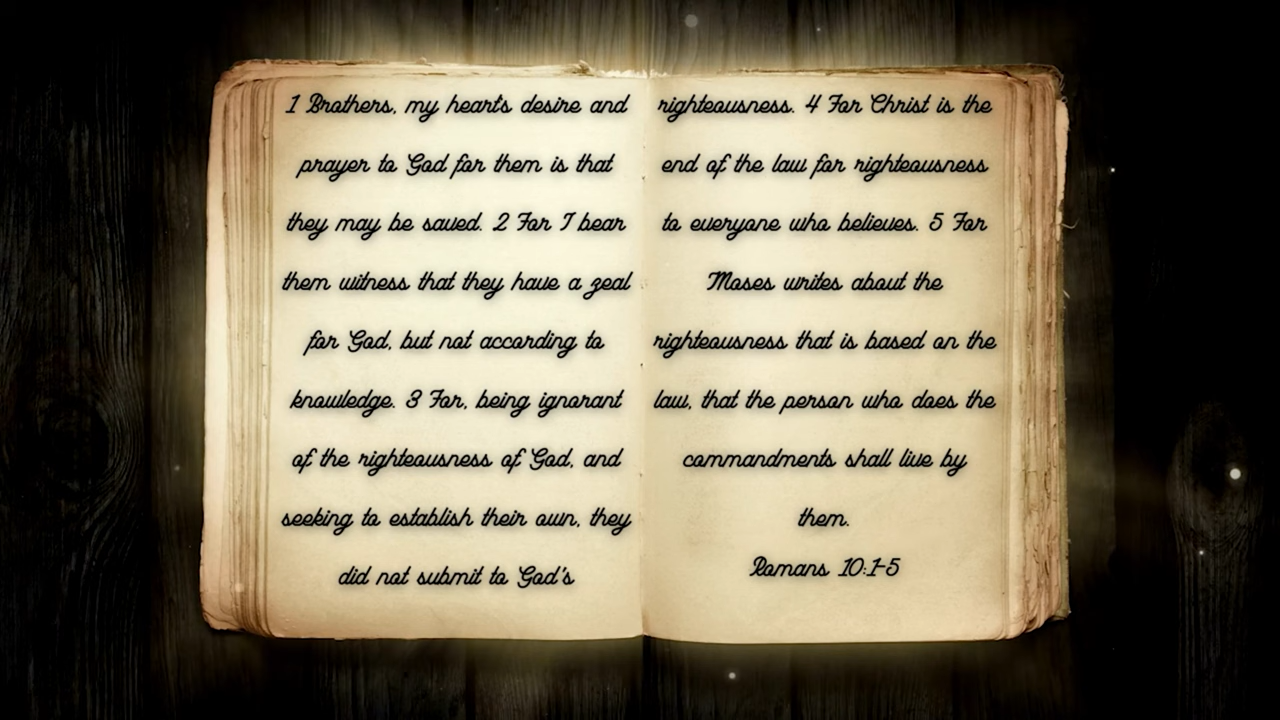 1 Brothers, my heart's desire and
prayer to God for them is that
they may be saved. 2 For I bear
them witness that they have a zeal
for God, but not according to
knowledge. 3 For, being ignorant
of the righteousness of God, and
seeking to establish their own, they
did not submit to God's
righteousness. 4 For Christ is the
end of the law for righteousness
to everyone who believes. 5 For
Moses writes about the
righteousness that is based on the
law, that the person who does the
commandments shall live by
them.
Romans 10:1-5